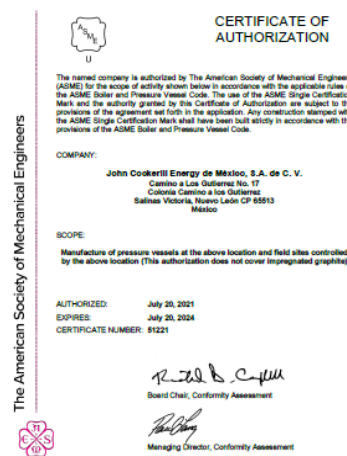 ASME
U
CERTIFICATE OF
AUTHORIZATION
The named company is authorized by The American Society of Mechanical Engineer
(ASME) for the scope of activity shown below in accordance with the applicable rules
the ASME Boiler and Pressure Vessel Code. The use of the ASME Single Certificatio
Mark and the authority granted by this Certificate of Authorization are subject to th
provisions of the agreement set forth in the application. Any construction stamped wit
the ASME Single Certification Mark shall have been built strictly in accordance with th
provisions of the ASME Boiler and Pressure Vessel Code.
COMPANY:
John Cockerill Energy de México, S.A. de C. V.
Camino a Los Gutierrez No. 17
Colonia Camino a los Gutierrez
Salinas Victoria, Nuevo León CP 65513
México
SCOPE:
Manufacture of pressure vessels at the above location and field sites controlled
by the above location (This authorization does not cover impregnated graphite)
AUTHORIZED: July 20, 2021
EXPIRES: July 20, 2024
CERTIFICATE NUMBER: 51221
Board Chair, Conformity Assessment
Managing Director, Conformity Assessment
The American Society of Mechanical Engineers